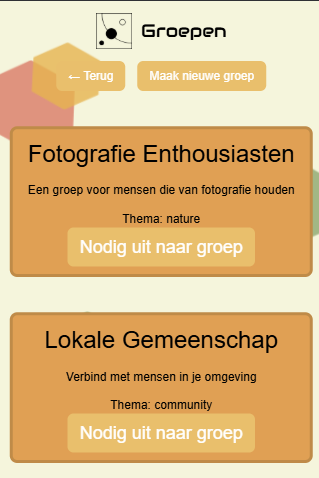 Groepen
← Terug
Maak nieuwe groep
Fotografie Enthousiasten
Een groep voor mensen die van fotografie houden
Thema: nature
Nodig uit naar groep
Lokale Gemeenschap
Verbind met mensen in je omgeving
Thema: community
Nodig uit naar groep